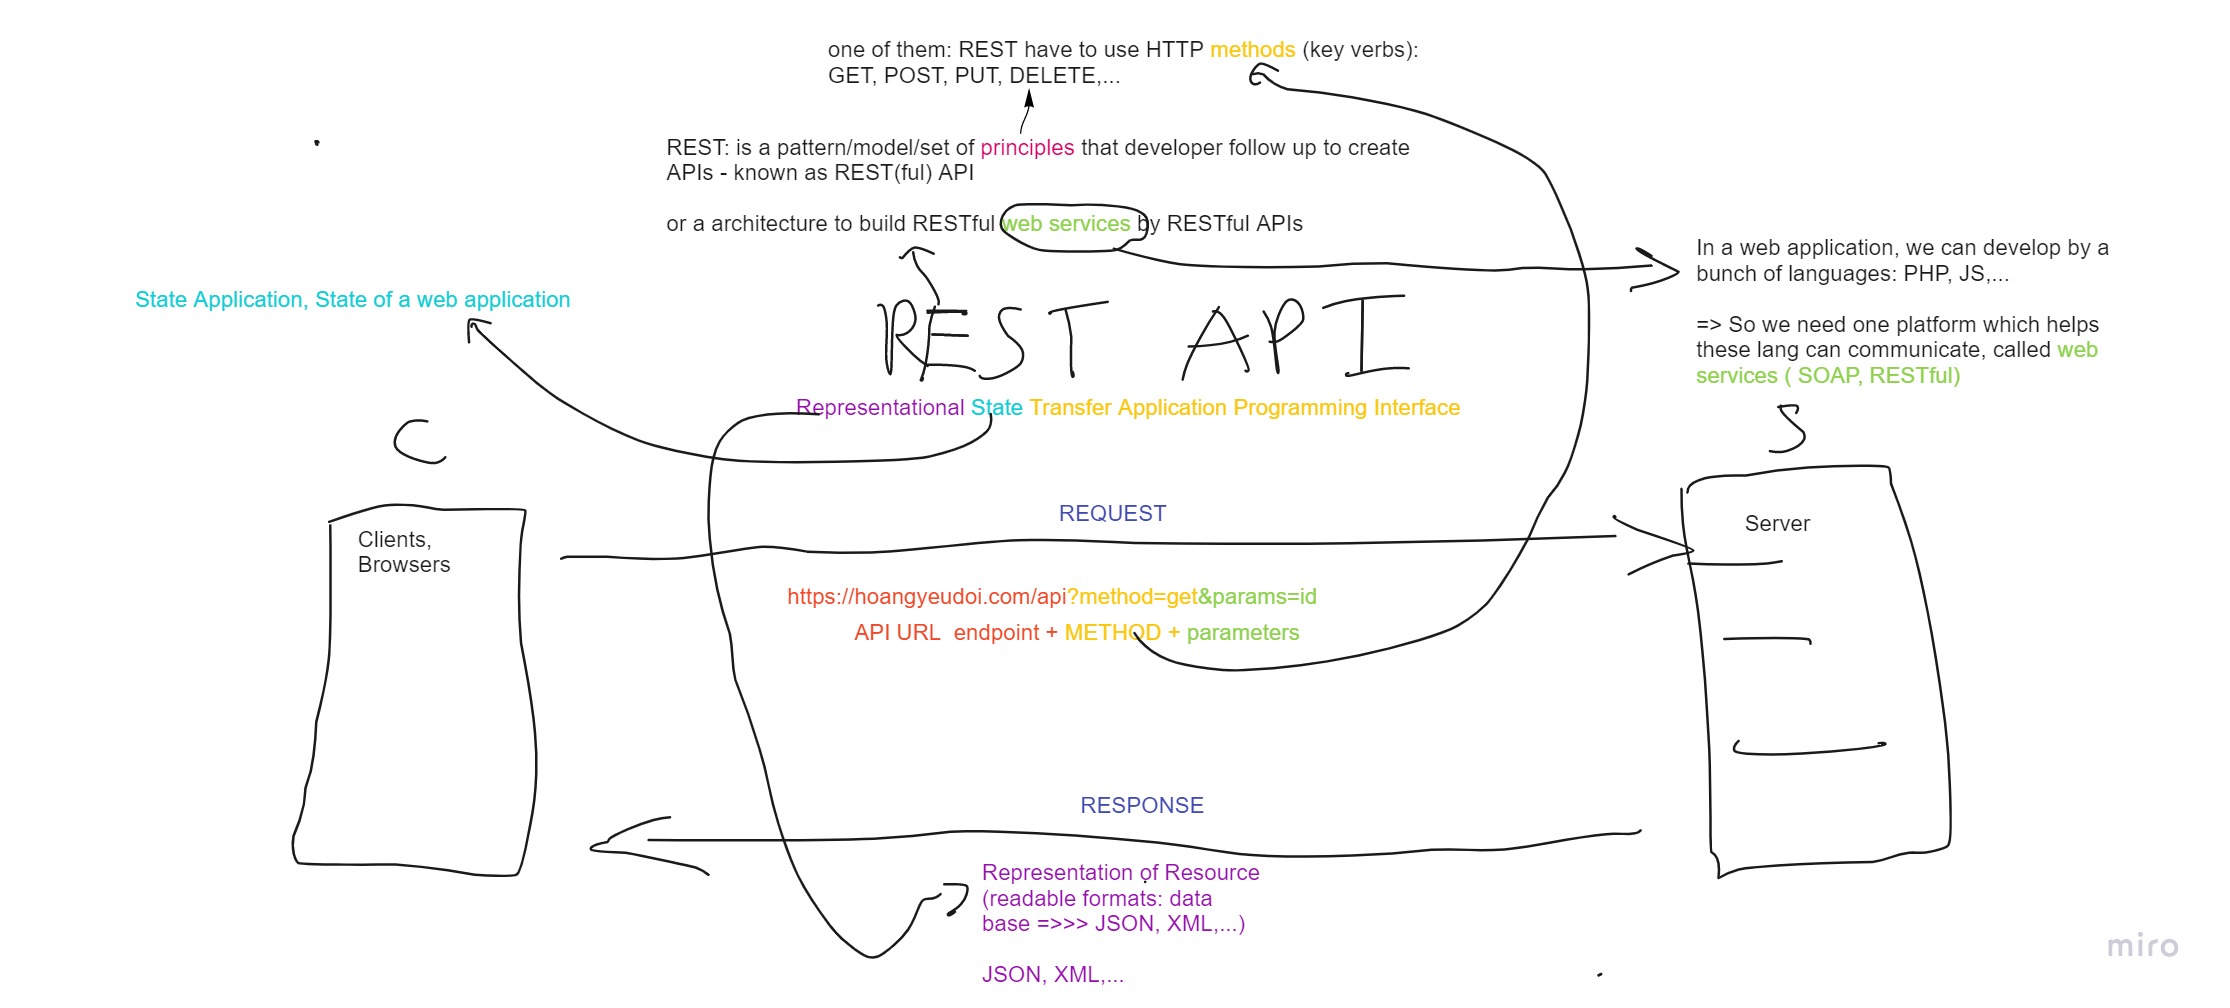 one of them: REST have to use HTTP methods (key verbs):
GET, POST, PUT, DELETE,...
REST: is a pattern/model/set of principles that developer follow up to create
APIs - known as REST(ful) API
or a architecture to build RESTful web services by RESTful APIs
In a web application, we can develop by a
bunch of languages: PHP, JS,...
=> So we need one platform which helps
these lang can communicate, called web
services ( SOAP, RESTful)
State Application, State of a web application
REST API
Representational State Transfer Application Programming Interface
C
S
Clients,
Browsers
REQUEST
Server
https://hoangyeudoi.com/api?method=get&params=id
API URL  endpoint + METHOD + parameters
RESPONSE
Representation of Resource
(readable formats: data
base =>>> JSON, XML,...)
JSON, XML,...
miro